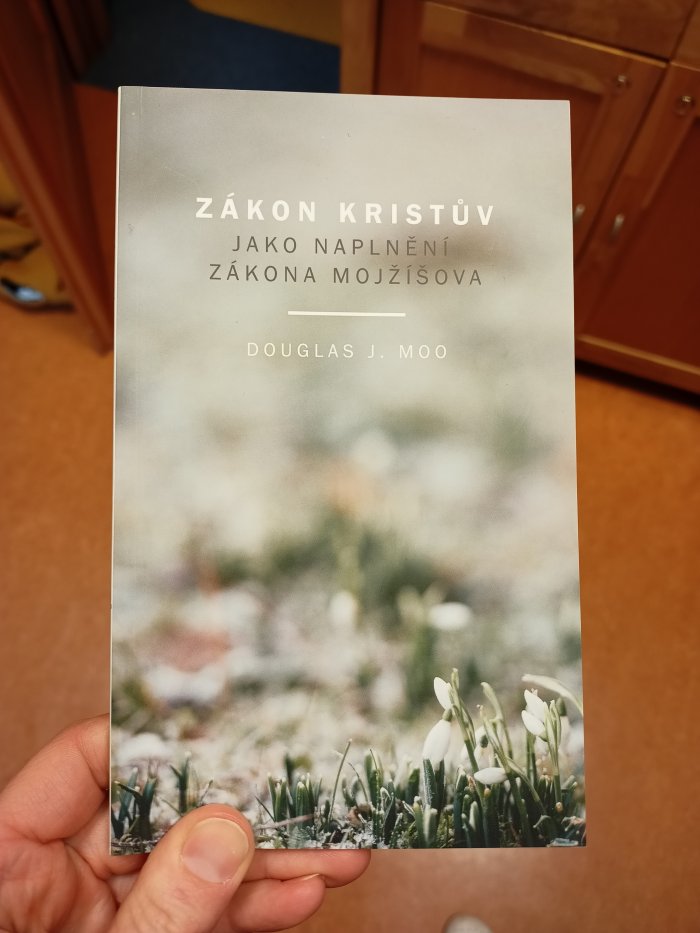 ZÁKON KRISTŮV
JAKO NAPLNĚNÍ
ZÁKONA MOJŽÍŠOVA
DOUGLAS J. MOO